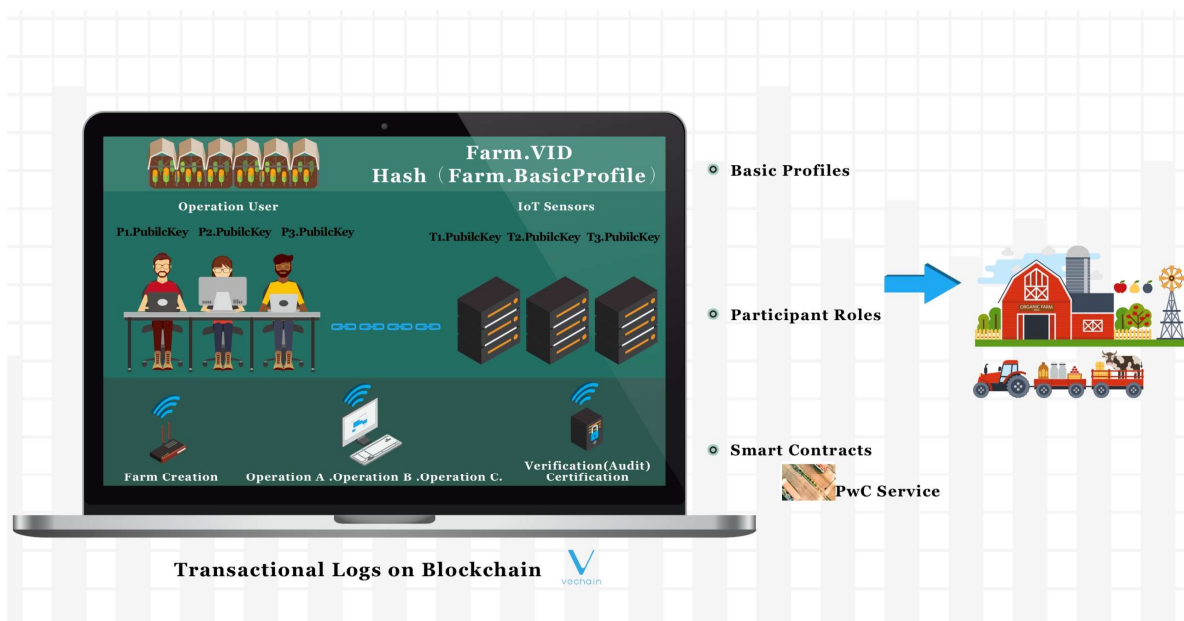 Farm.VID
Hash（Farm.BasicProfile）
Operation User
IoT Sensors
P1.PubilcKey P2.PubilcKey P3.PubilcKey
T1.PubilcKey T2.PubilcKey T3.PubilcKey
Farm Creation
Operation A .Operation B .Operation C.
Verification(Audit)
Certification
Basic Profiles
Participant Roles
Smart Contracts
PwC Service
ORGANIC FARM
Transactional Logs on Blockchain
vechain